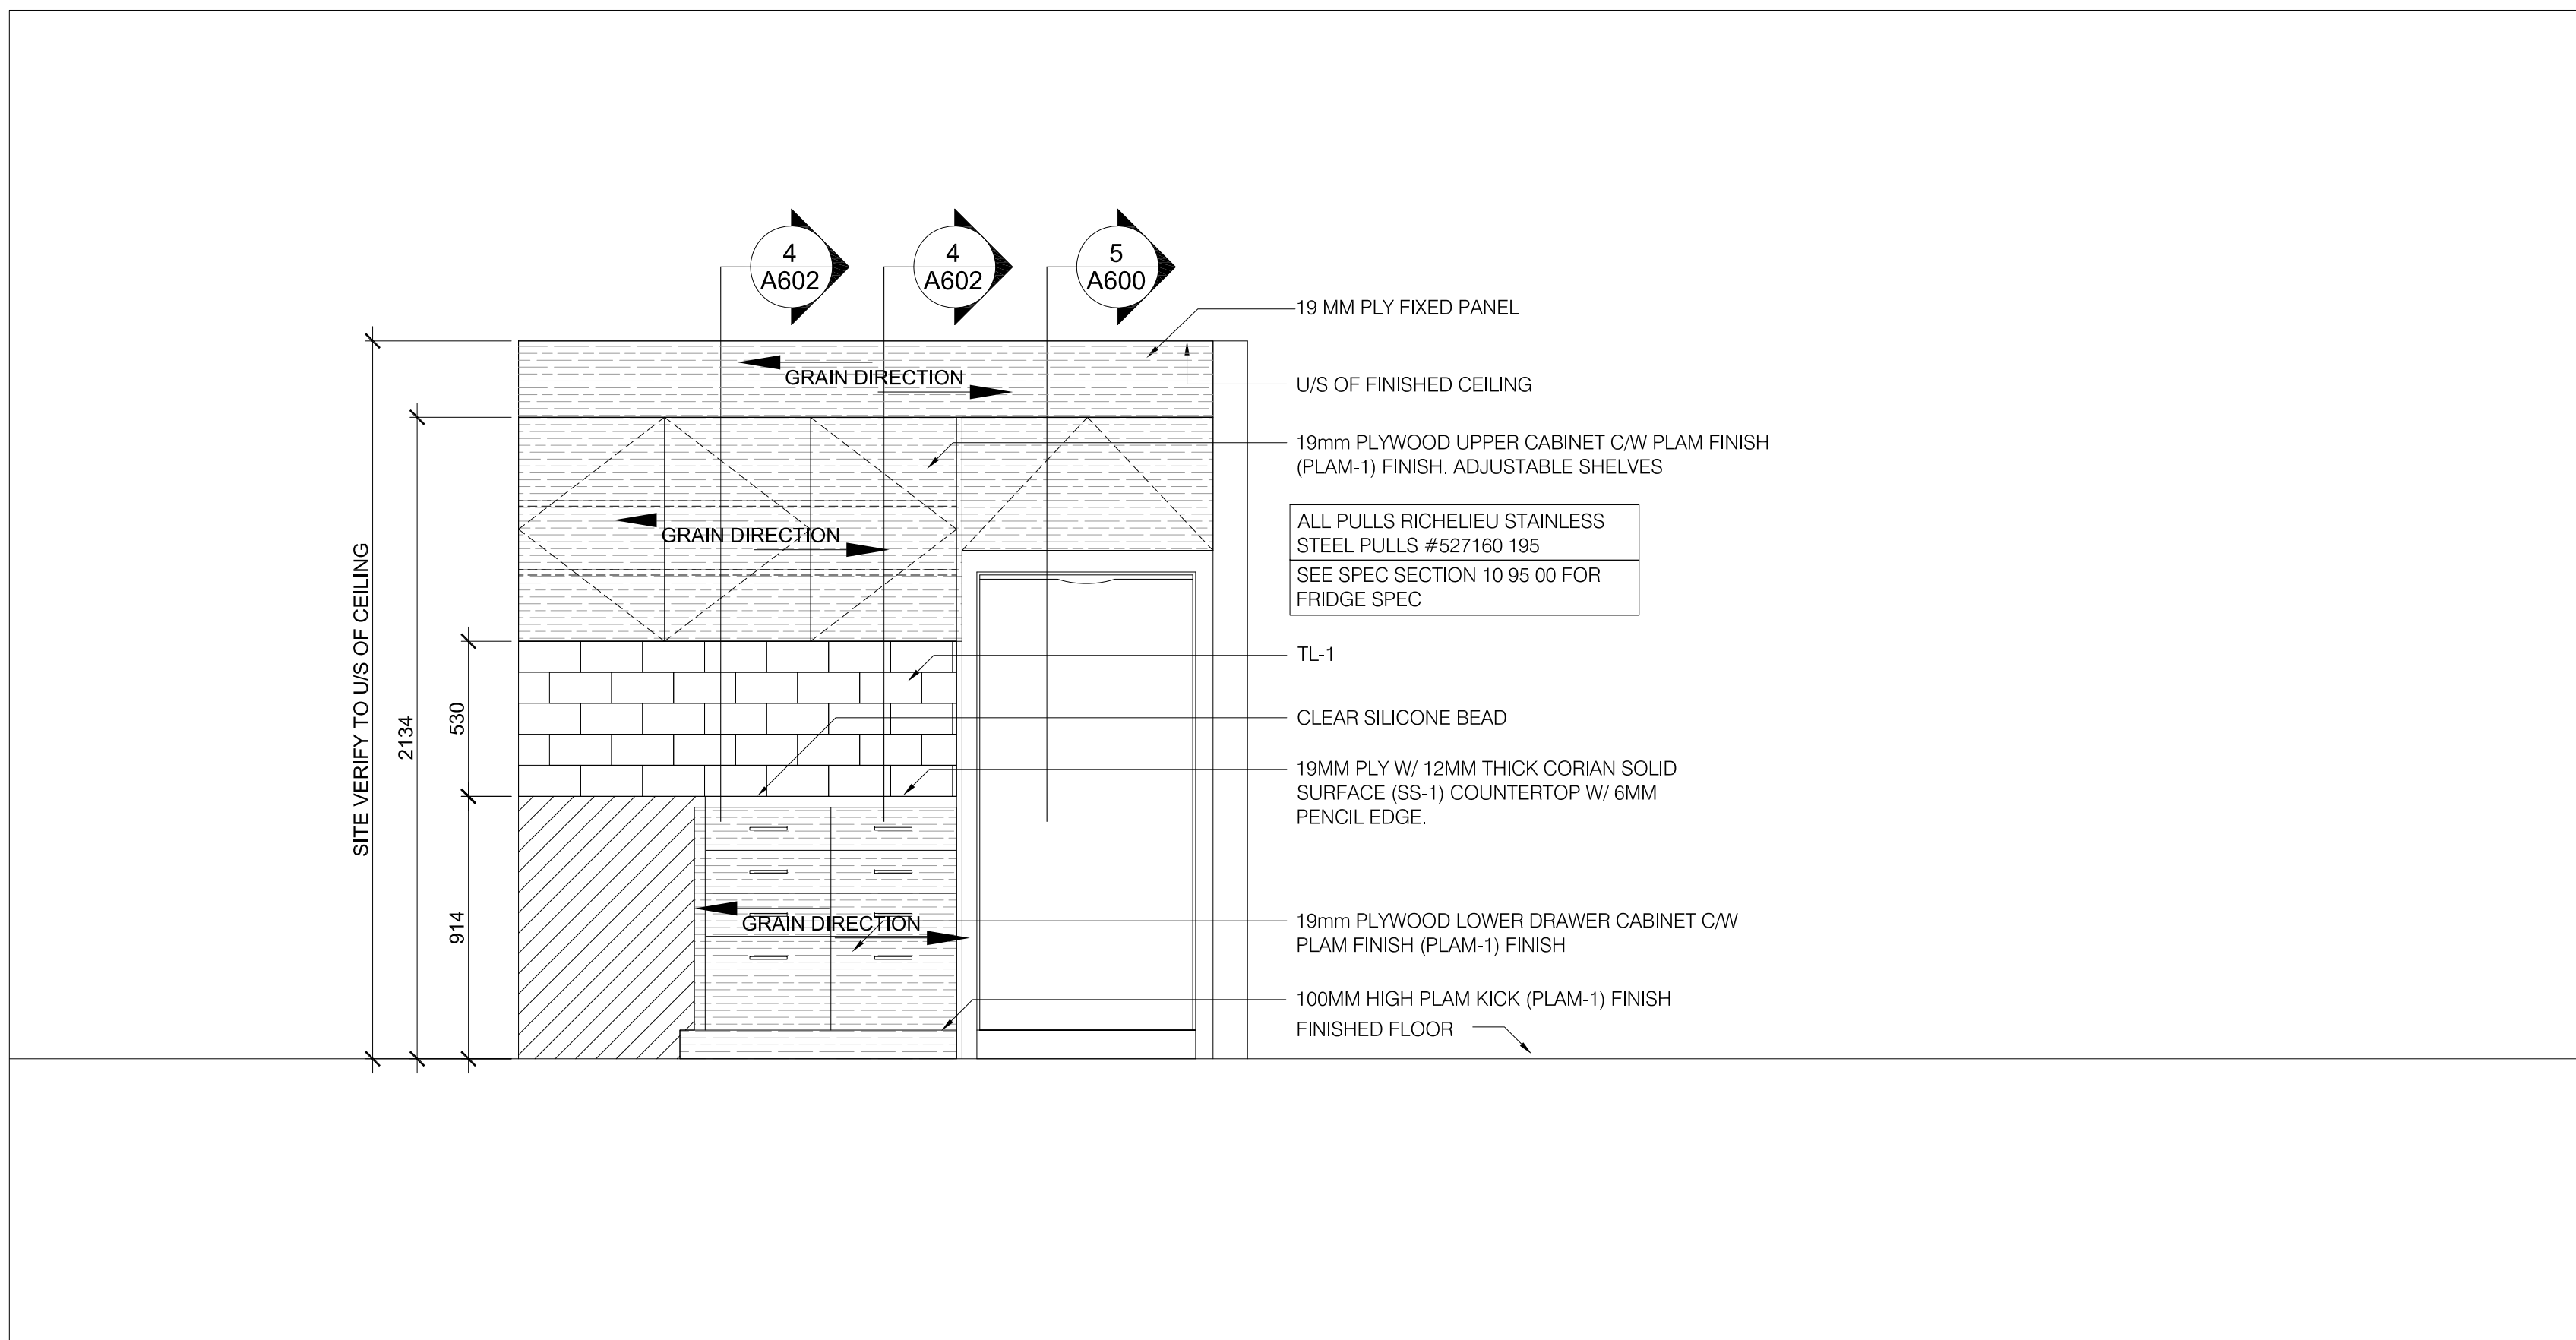 4
A602
4
A602
5
A600
19 MM PLY FIXED PANEL
GRAIN DIRECTION
U/S OF FINISHED CEILING
19mm PLYWOOD UPPER CABINET C/W PLAM FINISH
(PLAM-1) FINISH. ADJUSTABLE SHELVES
ALL PULLS RICHELIEU STAINLESS
STEEL PULLS #527160 195
SEE SPEC SECTION 10 95 00 FOR
FRIDGE SPEC
GRAIN DIRECTION
SITE VERIFY TO U/S OF CEILING
2134
530
914
TL-1
CLEAR SILICONE BEAD
19MM PLY W/ 12MM THICK CORIAN SOLID
SURFACE (SS-1) COUNTERTOP W/ 6MM
PENCIL EDGE.
GRAIN DIRECTION
19mm PLYWOOD LOWER DRAWER CABINET C/W
PLAM FINISH (PLAM-1) FINISH
100MM HIGH PLAM KICK (PLAM-1) FINISH
FINISHED FLOOR